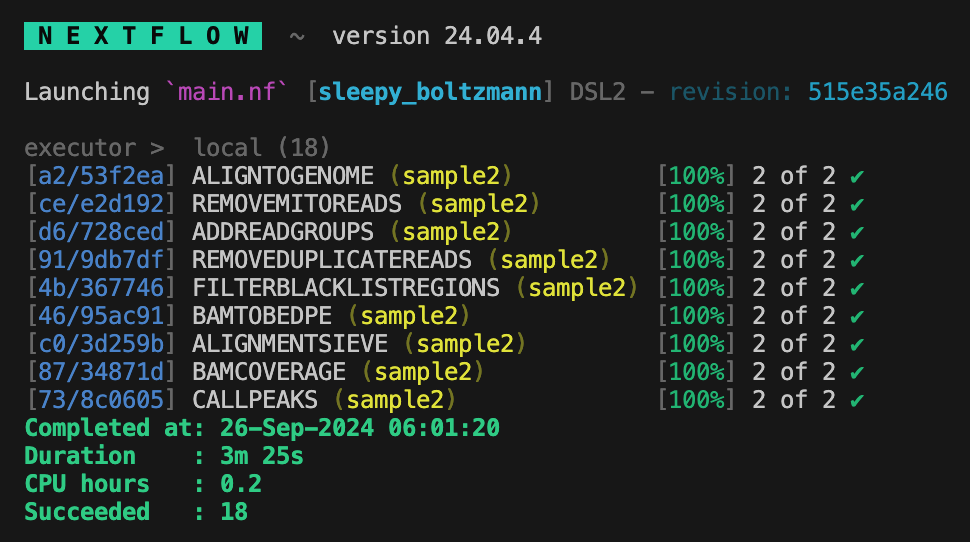 N E X T F L O W  ~  version 24.04.4
Launching `main.nf` [sleepy_boltzmann] DSL2 - revision: 515e35a246
executor >  local (18)
[a2/53f2ea] ALIGNTOGENOME (sample2)          [100%] 2 of 2 ✔
[ce/e2d192] REMOVEMITOREADS (sample2)        [100%] 2 of 2 ✔
[d6/728ced] ADDREADGROUPS (sample2)          [100%] 2 of 2 ✔
[91/9db7df] REMOVEDUPLICATEREADS (sample2)   [100%] 2 of 2 ✔
[4b/367746] FILTERBLACKLISTREGIONS (sample2) [100%] 2 of 2 ✔
[46/95ac91] BAMTOBEDPE (sample2)             [100%] 2 of 2 ✔
[c0/3d259b] ALIGNMENTSIEVE (sample2)         [100%] 2 of 2 ✔
[87/34871d] BAMCOVERAGE (sample2)            [100%] 2 of 2 ✔
[73/8c0605] CALLPEAKS (sample2)              [100%] 2 of 2 ✔
Completed at: 26-Sep-2024 06:01:20
Duration    : 3m 25s
CPU hours   : 0.2
Succeeded   : 18